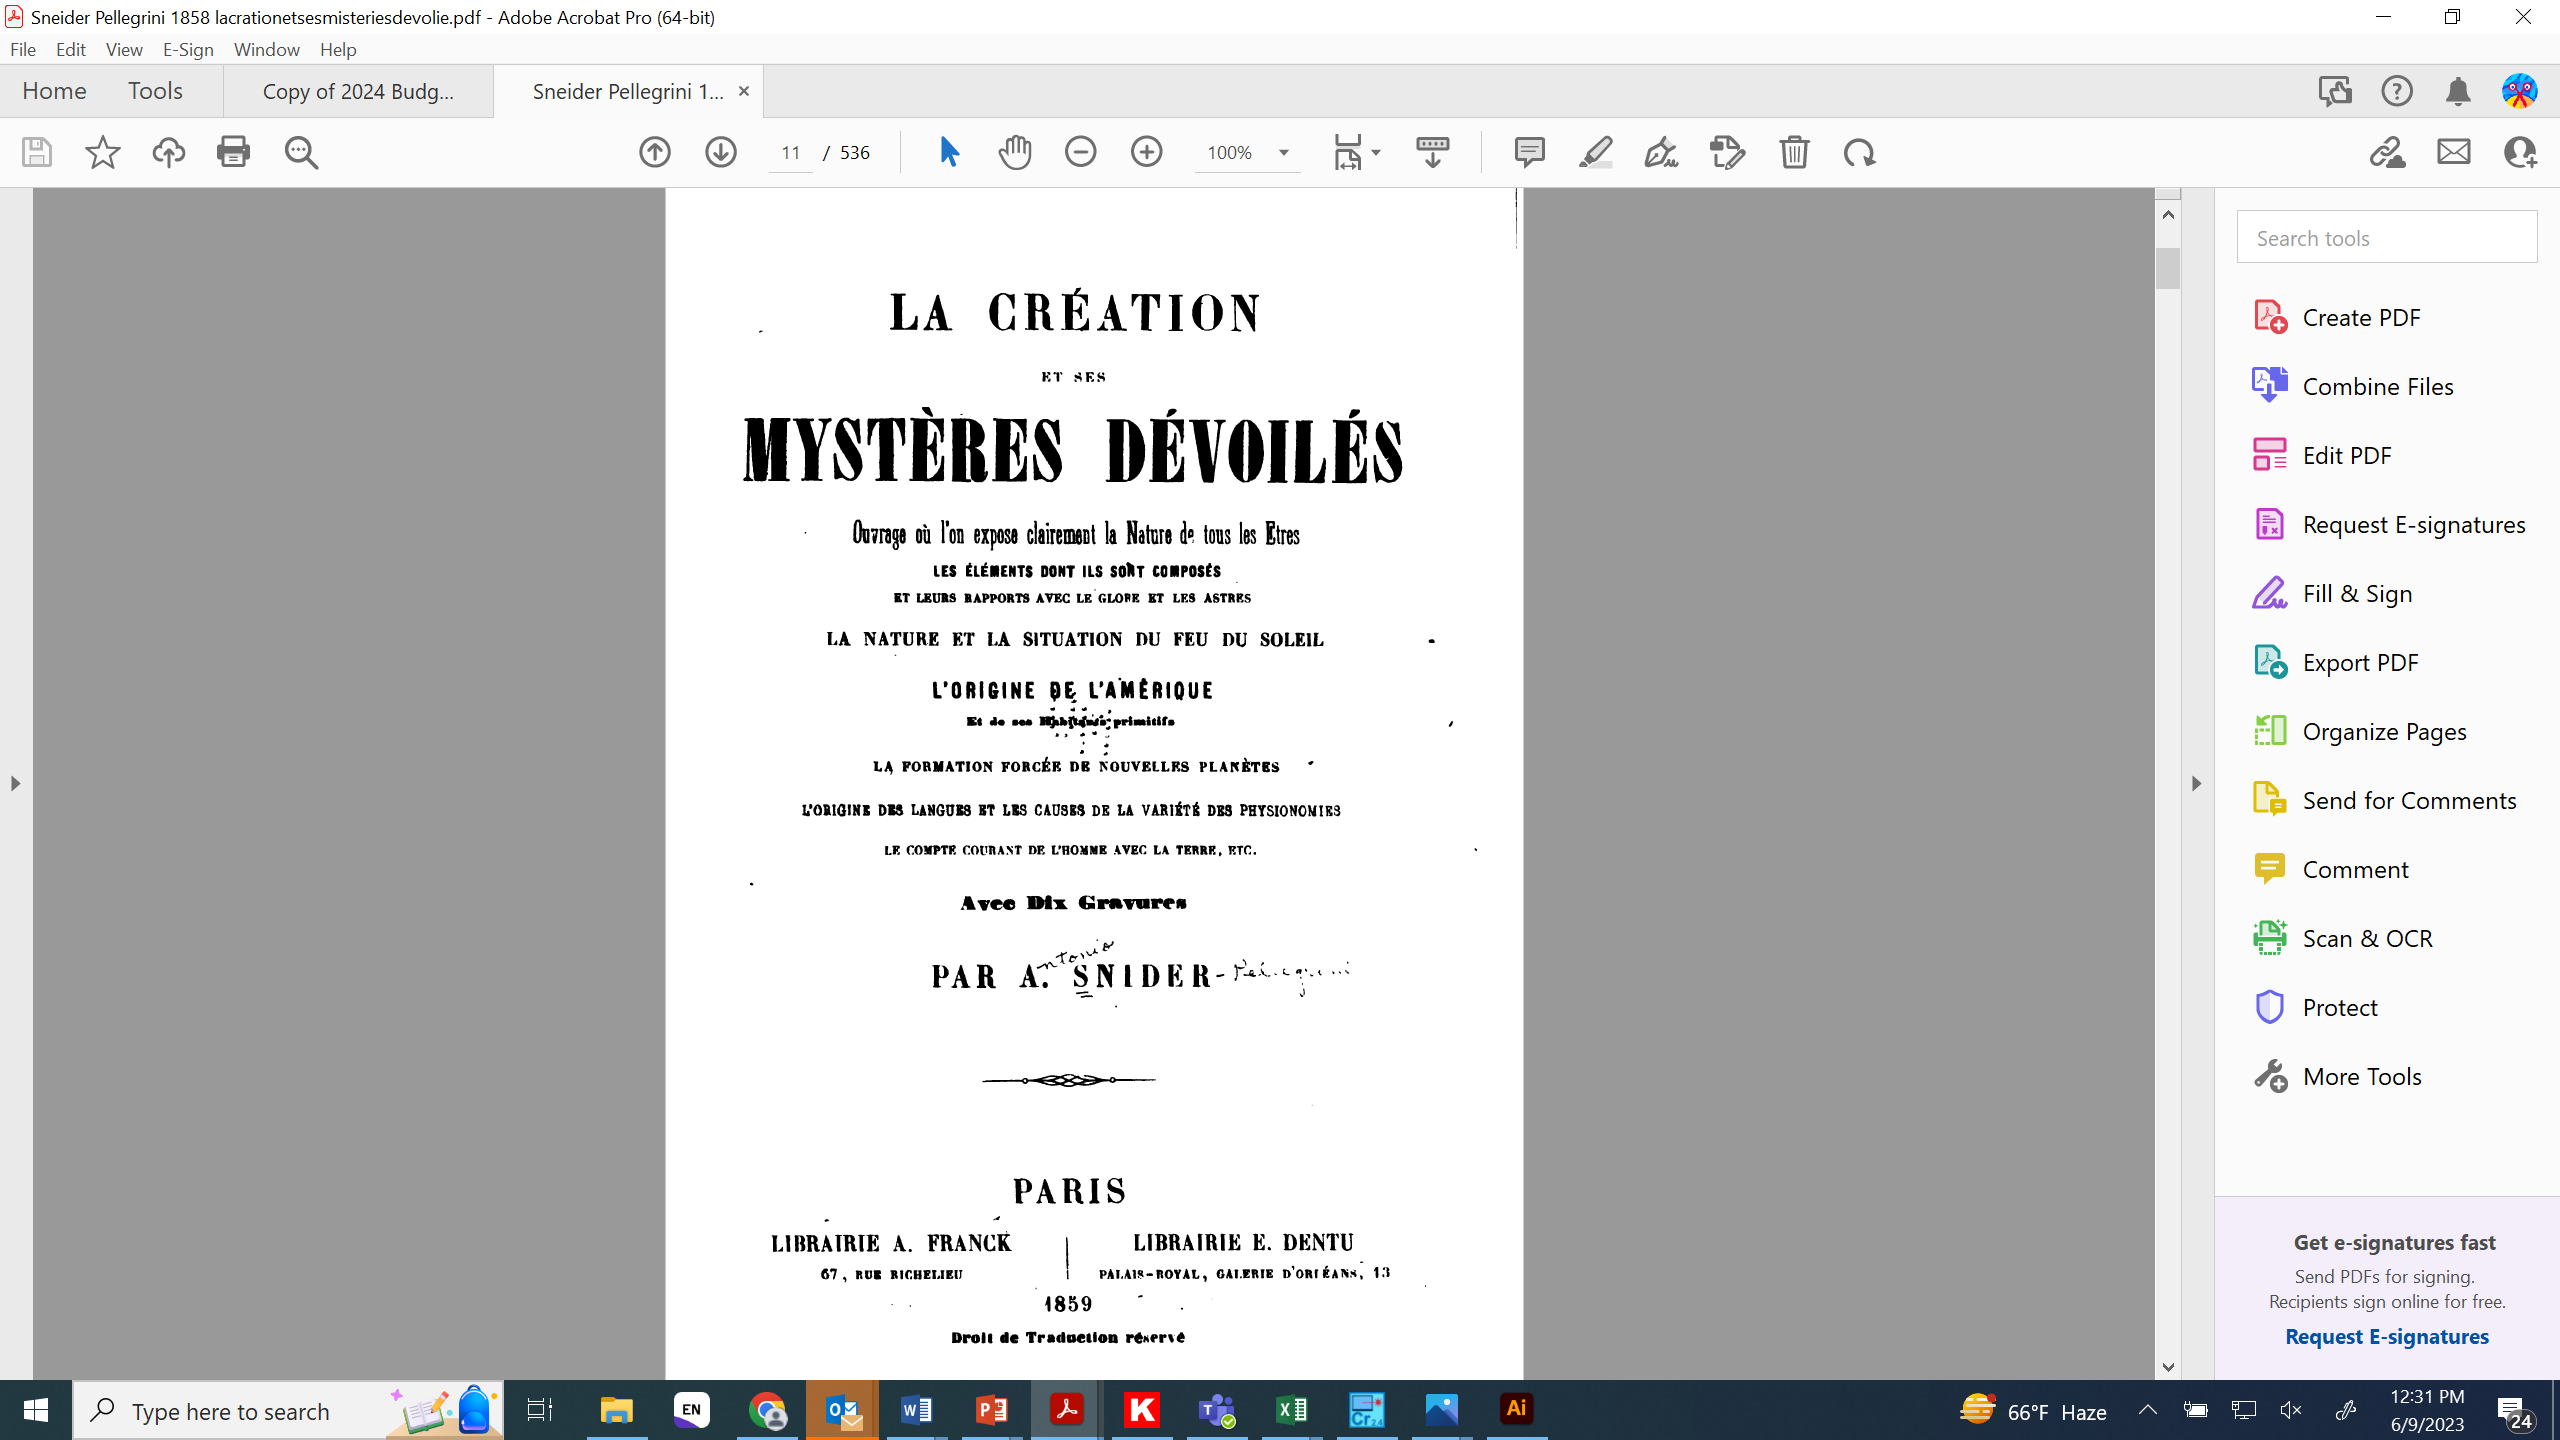 Sneider Pellegrini 1858 lacrationetsesmisteriesdevolie.pdf - Adobe Acrobat Pro (64-bit)
File Edit View E-Sign Window Help
Home Tools Copy of 2024 Budg... Sneider Pellegrini 1... ×
11 / 536 100%
LA CRÉATION
ET SES
MYSTÈRES DÉVOILÉS
Ouvrage où l'on expose clairement la Nature de tous les Etres
LES ÉLÉMENTS DONT ILS SONT COMPOSÉS
ET LEURS RAPPORTS AVEC LE GLOBE ET LES ASTRES
LA NATURE ET LA SITUATION DU FEU DU SOLEIL
L'ORIGINE DE L'AMÉRIQUE
Et de ses Habitants primitifs
LA FORMATION FORCÉE DE NOUVELLES PLANÈTES
L'ORIGINE DES LANGUES ET LES CAUSES DE LA VARIÉTÉ DES PHYSIONOMIES
LE COMPTE COURANT DE L'HOMME AVEC LA TERRE, ETC.
Avec Dix Gravures
PAR A.ntonio SNIDER-Pellegrini
PARIS
LIBRAIRIE A. FRANCK
67, RUE RICHELIEU
LIBRAIRIE E. DENTU
PALAIS-ROYAL, GALERIE D'ORLÉANS, 13
1859
Droit de Traduction réservé
Search tools
Create PDF
Combine Files
Edit PDF
Request E-signatures
Fill & Sign
Export PDF
Organize Pages
Send for Comments
Comment
Scan & OCR
Protect
More Tools
Get e-signatures fast
Send PDFs for signing.
Recipients sign online for free.
Request E-signatures
Type here to search
EN
K
Cr24
Ai
66°F Haze
12:31 PM
6/9/2023
24